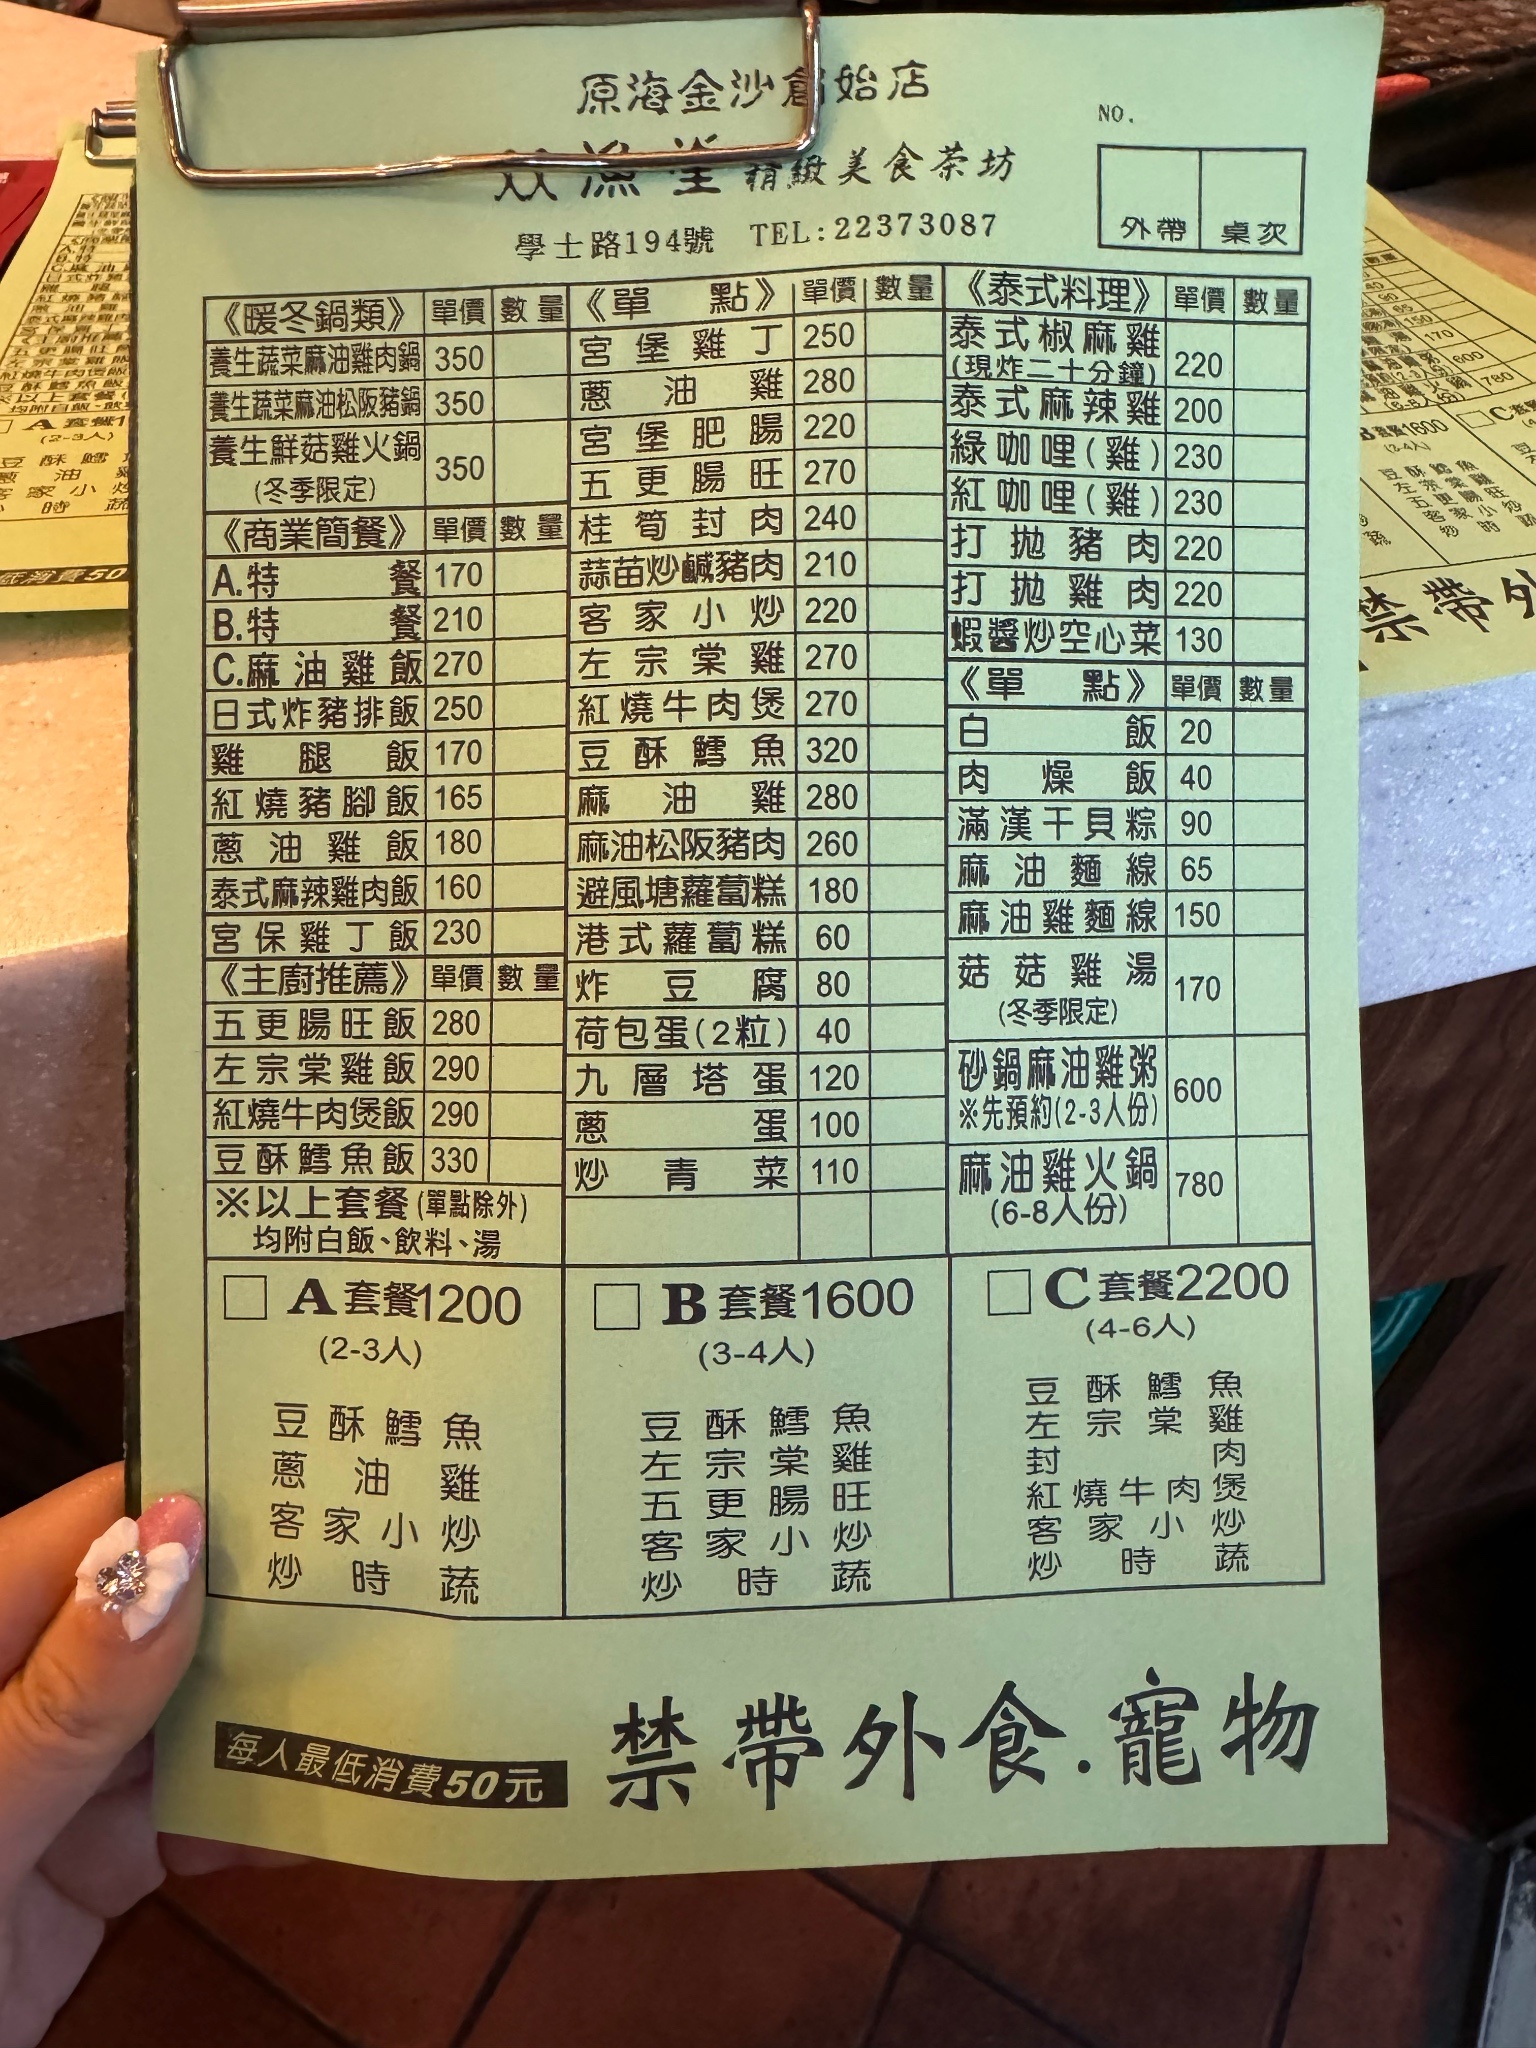 原海金沙創始店
双漁堂 精緻美食茶坊
學士路194號 TEL:22373087
NO.
外帶 桌次
《暖冬鍋類》 單價 數量
養生蔬菜麻油雞肉鍋 350
養生蔬菜麻油松阪豬鍋 350
養生鮮菇雞火鍋 350
(冬季限定)
《商業簡餐》 單價 數量
A.特餐 170
B.特餐 210
C.麻油雞飯 270
日式炸豬排飯 250
雞腿飯 170
紅燒豬腳飯 165
蔥油雞飯 180
泰式麻辣雞肉飯 160
宮保雞丁飯 230
《主廚推薦》 單價 數量
五更腸旺飯 280
左宗棠雞飯 290
紅燒牛肉煲飯 290
豆酥鱈魚飯 330
※以上套餐(單點除外)
均附白飯、飲料、湯
《單點》 單價 數量
宮堡雞丁 250
蔥油雞 280
宮堡肥腸 220
五更腸旺 270
桂筍封肉 240
蒜苗炒鹹豬肉 210
客家小炒 220
左宗棠雞 270
紅燒牛肉煲 270
豆酥鱈魚 320
麻油雞 280
麻油松阪豬肉 260
避風塘蘿蔔糕 180
港式蘿蔔糕 60
炸豆腐 80
荷包蛋(2粒) 40
九層塔蛋 120
蔥蛋 100
炒青菜 110
《泰式料理》 單價 數量
泰式椒麻雞 220
(現炸二十分鐘)
泰式麻辣雞 200
綠咖哩(雞) 230
紅咖哩(雞) 230
打拋豬肉 220
打拋雞肉 220
蝦醬炒空心菜 130
《單點》 單價 數量
白飯 20
肉燥飯 40
滿漢干貝粽 90
麻油麵線 65
麻油雞麵線 150
菇菇雞湯 170
(冬季限定)
砂鍋麻油雞粥 600
※先預約(2-3人份)
麻油雞火鍋 780
(6-8人份)
A 套餐1200
(2-3人)
豆酥鱈魚
蔥油雞
客家小炒
炒時蔬
B 套餐1600
(3-4人)
豆酥鱈魚
左宗棠雞
五更腸旺
客家小炒
炒時蔬
C 套餐2200
(4-6人)
豆酥鱈魚
左宗棠雞
封肉
紅燒牛肉煲
客家小炒
炒時蔬
每人最低消費50元
禁帶外食.寵物